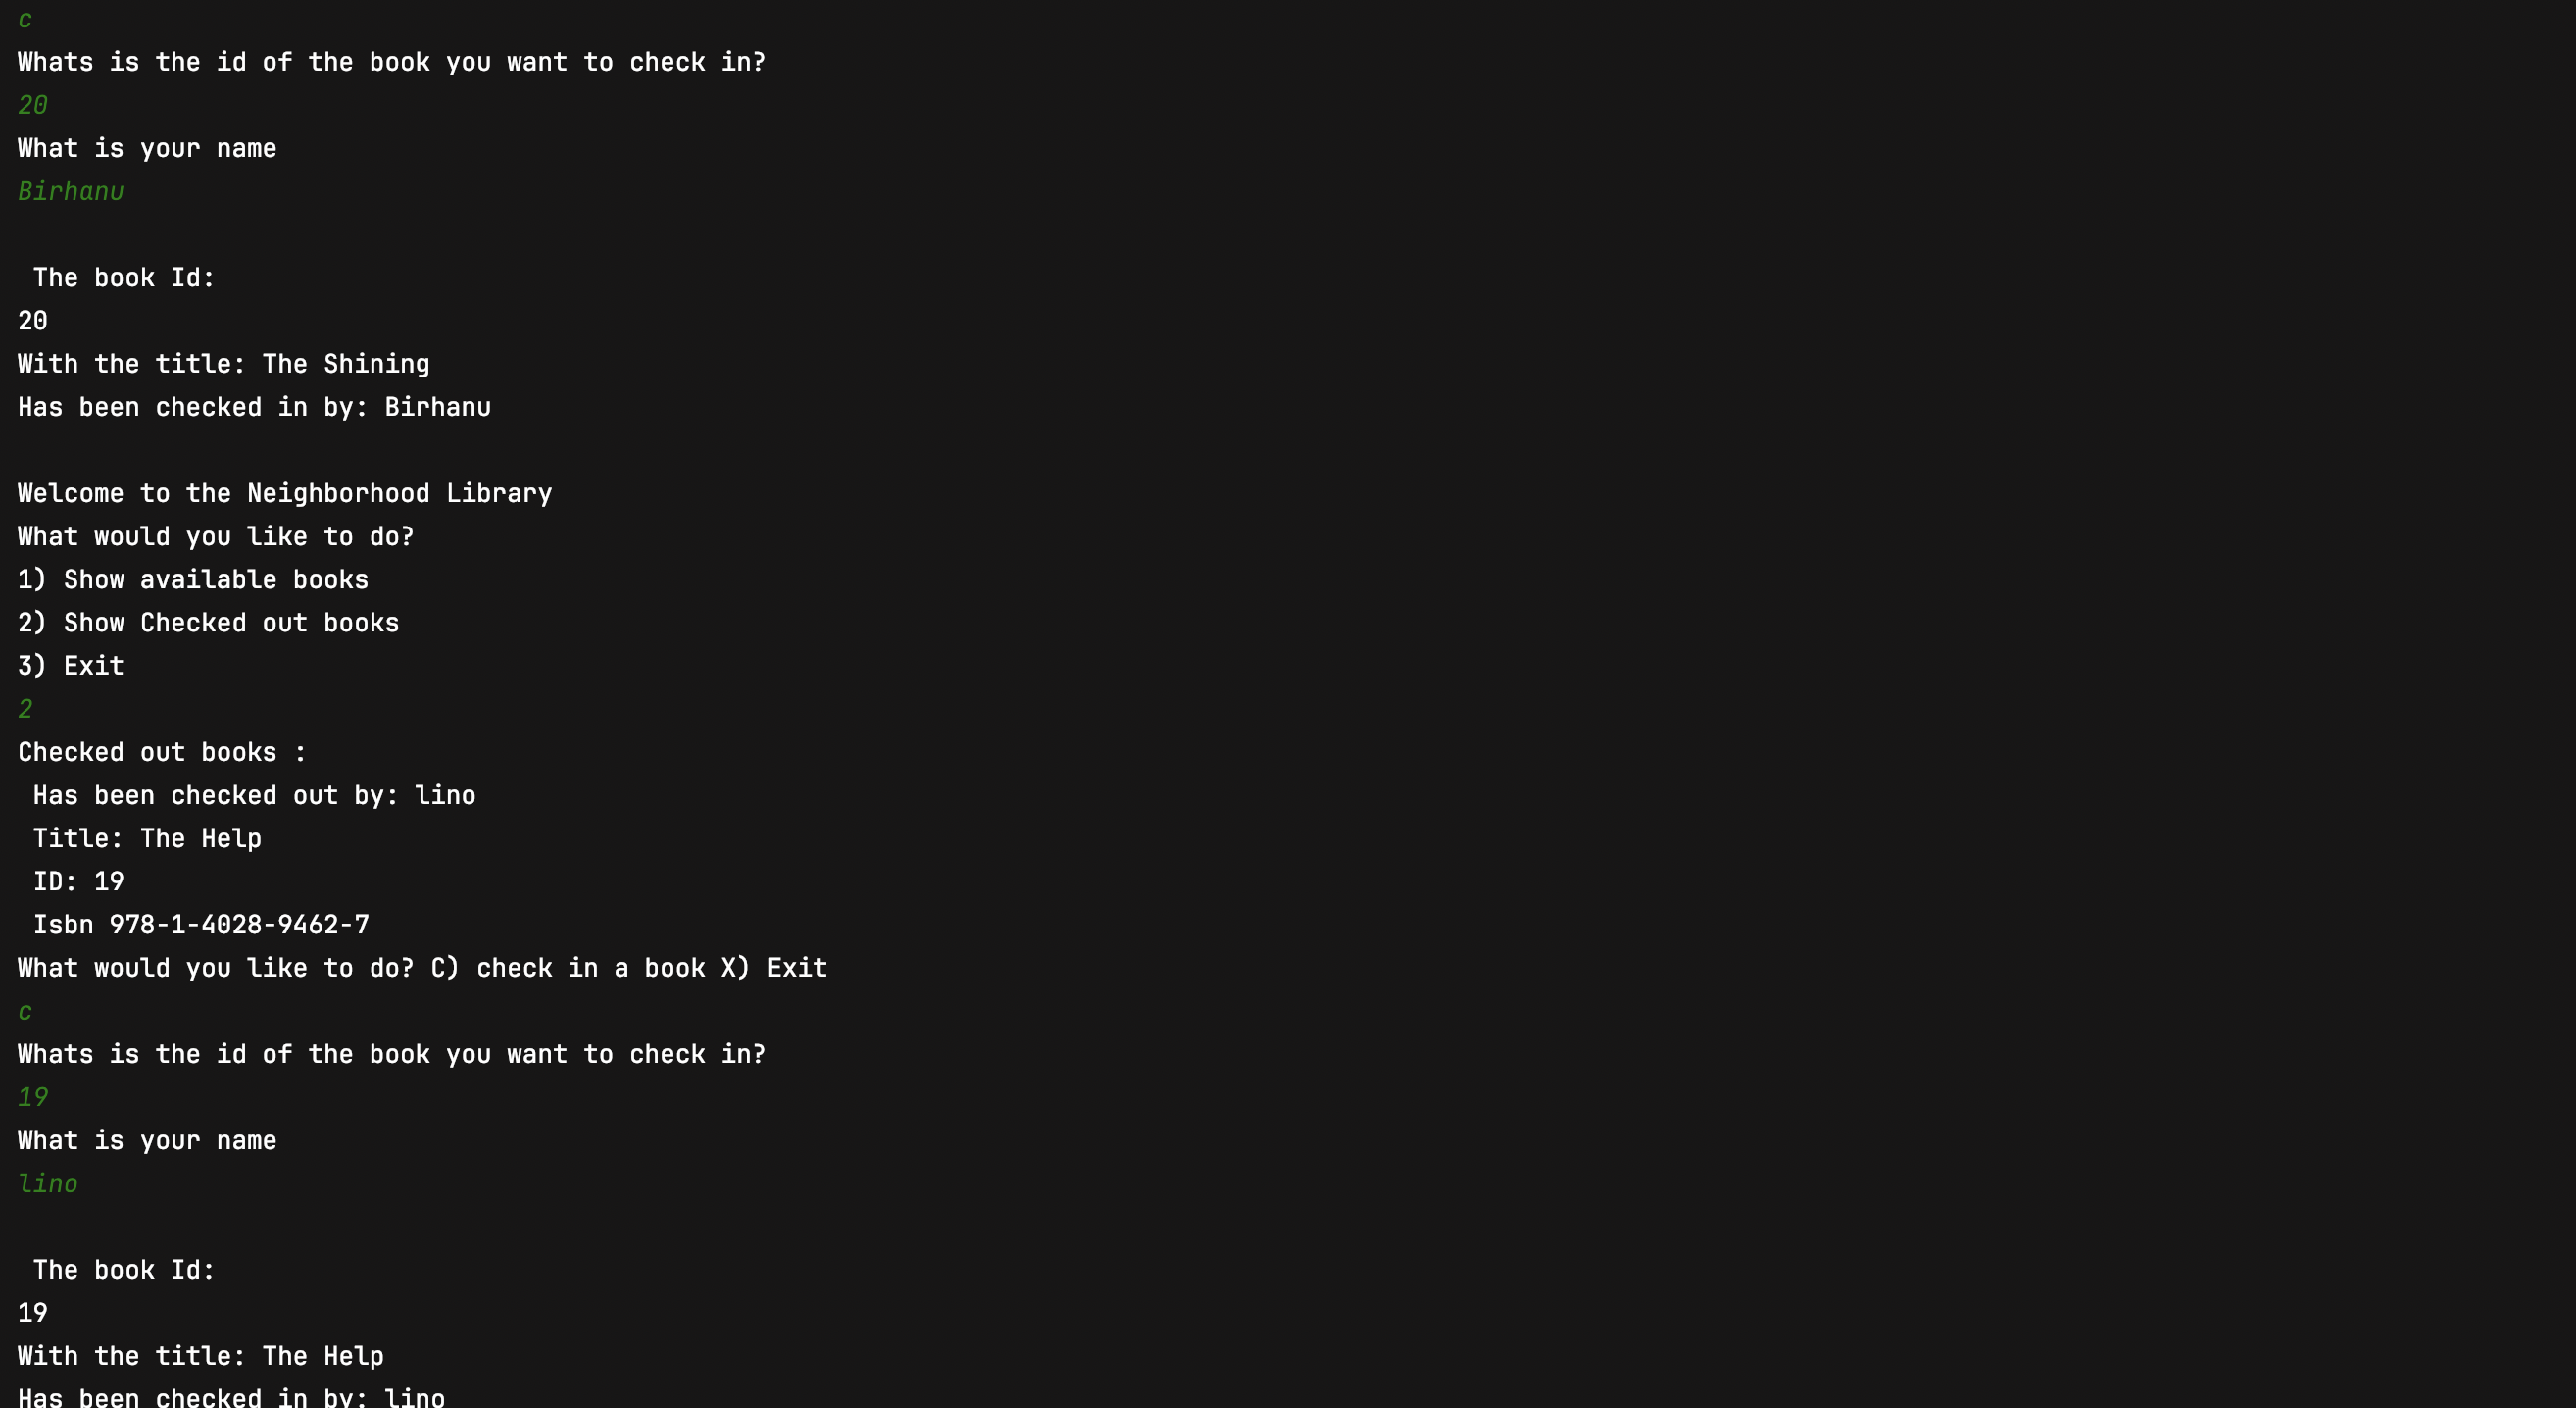 c
Whats is the id of the book you want to check in?
20
What is your name
Birhanu
The book Id:
20
With the title: The Shining
Has been checked in by: Birhanu
Welcome to the Neighborhood Library
What would you like to do?
1) Show available books
2) Show Checked out books
3) Exit
2
Checked out books :
Has been checked out by: lino
Title: The Help
ID: 19
Isbn 978-1-4028-9462-7
What would you like to do? C) check in a book X) Exit
c
Whats is the id of the book you want to check in?
19
What is your name
lino
The book Id:
19
With the title: The Help
Has been checked in by: lino